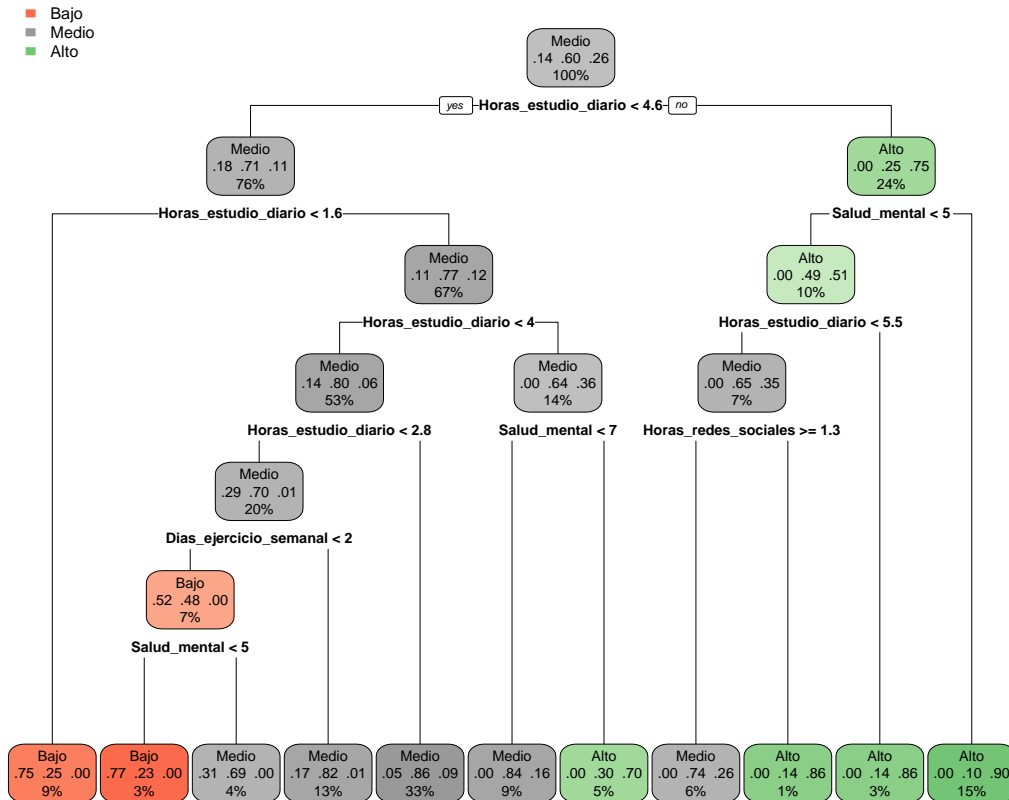 Bajo
Medio
Alto
Medio
.14 .60 .26
100%
yes Horas_estudio_diario < 4.6 no
Medio
.18 .71 .11
76%
Alto
.00 .25 .75
24%
Horas_estudio_diario < 1.6
Salud_mental < 5
Medio
.11 .77 .12
67%
Alto
.00 .49 .51
10%
Horas_estudio_diario < 4
Horas_estudio_diario < 5.5
Medio
.14 .80 .06
53%
Medio
.00 .64 .36
14%
Medio
.00 .65 .35
7%
Horas_estudio_diario < 2.8
Salud_mental < 7
Horas_redes_sociales >= 1.3
Medio
.29 .70 .01
20%
Dias_ejercicio_semanal < 2
Bajo
.52 .48 .00
7%
Salud_mental < 5
Bajo
.75 .25 .00
9%
Bajo
.77 .23 .00
3%
Medio
.31 .69 .00
4%
Medio
.17 .82 .01
13%
Medio
.05 .86 .09
33%
Medio
.00 .84 .16
9%
Alto
.00 .30 .70
5%
Medio
.00 .74 .26
6%
Alto
.00 .14 .86
1%
Alto
.00 .14 .86
3%
Alto
.00 .10 .90
15%